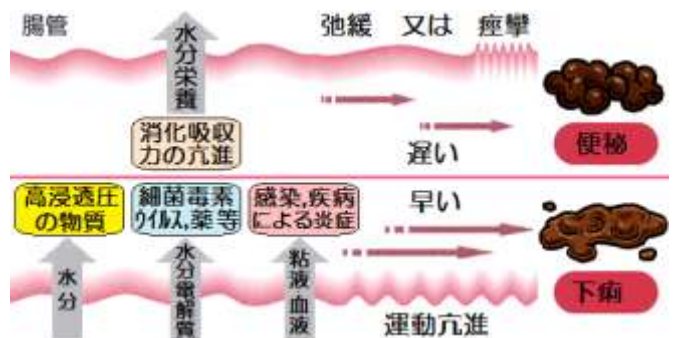 腸管
水分栄養
弛緩 又は 痙攣
消化吸収
力の亢進
遅い
便秘
高浸透圧
の物質
細菌毒素
ウイルス,薬等
感染,疾病
による炎症
早い
水分
水分電解質
粘液血液
運動亢進
下痢